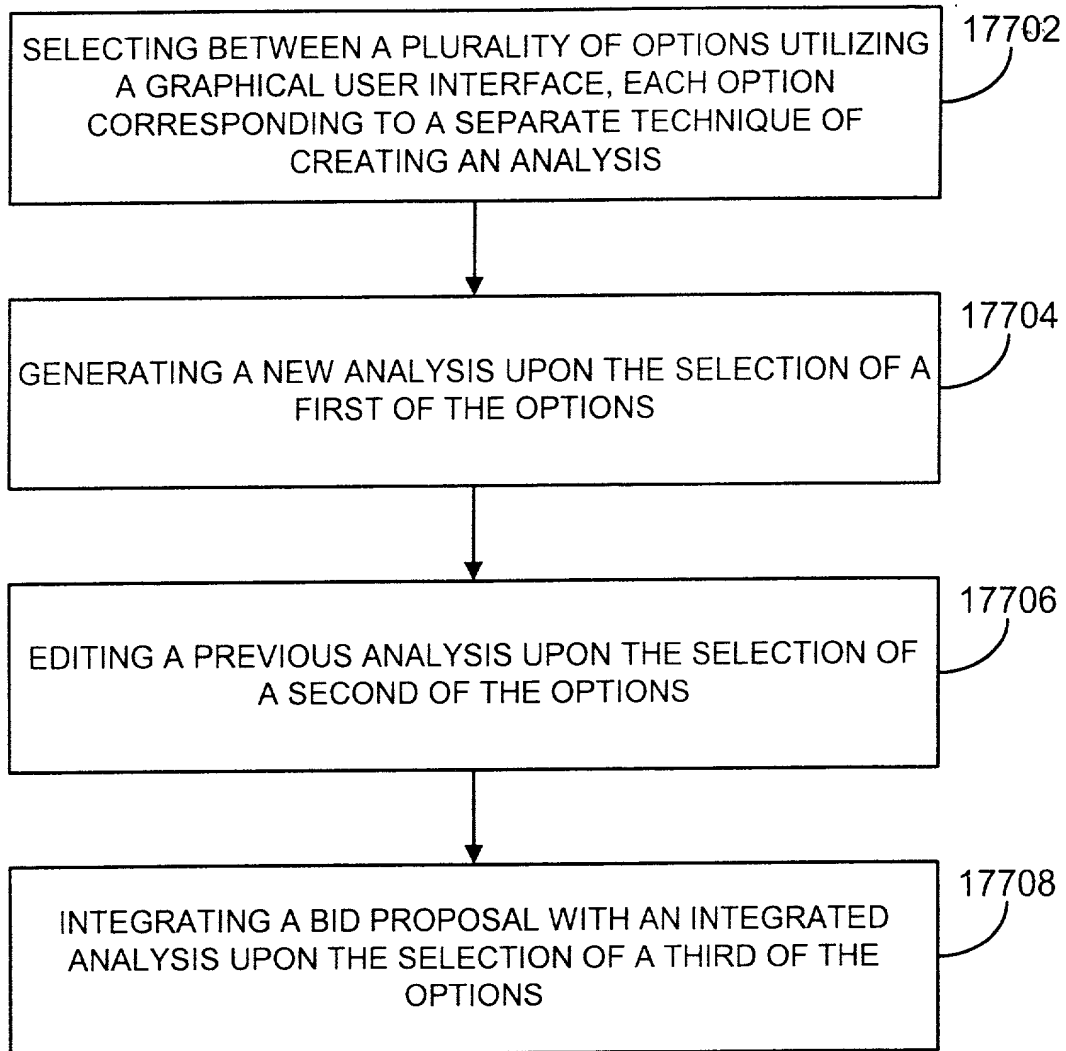 SELECTING BETWEEN A PLURALITY OF OPTIONS UTILIZING
A GRAPHICAL USER INTERFACE, EACH OPTION
CORRESPONDING TO A SEPARATE TECHNIQUE OF
CREATING AN ANALYSIS
17702
GENERATING A NEW ANALYSIS UPON THE SELECTION OF A
FIRST OF THE OPTIONS
17704
EDITING A PREVIOUS ANALYSIS UPON THE SELECTION OF
A SECOND OF THE OPTIONS
17706
INTEGRATING A BID PROPOSAL WITH AN INTEGRATED
ANALYSIS UPON THE SELECTION OF A THIRD OF THE
OPTIONS
17708